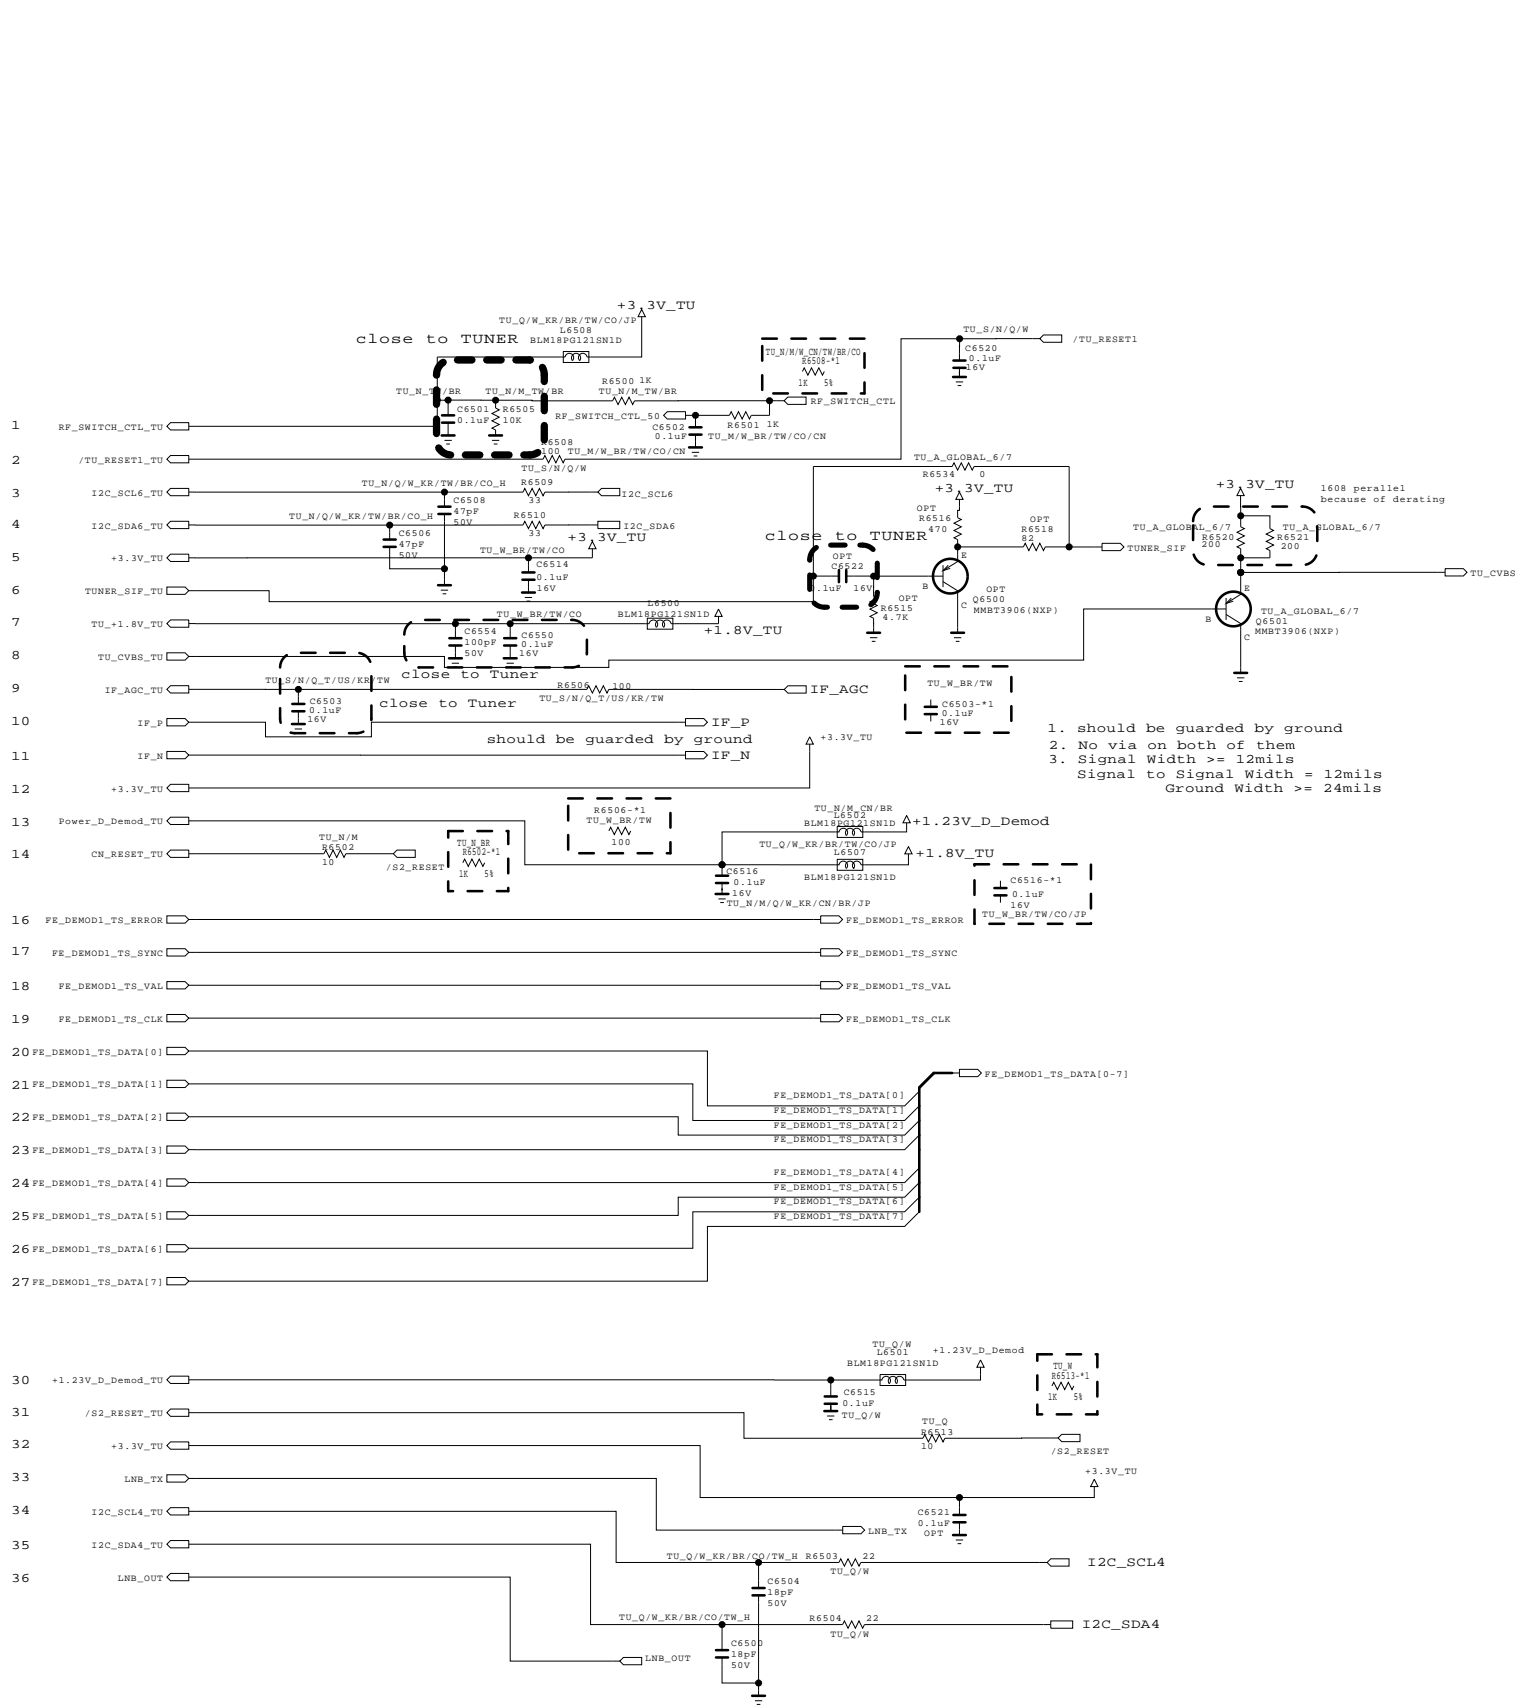 +3.3V_TU
TU_Q/W_KR/BR/TW/CO/JP
L6508
BLM18PG121SN1D
close to TUNER
TU_S/N/Q/W
/TU_RESET1
C6520
0.1uF
16V
TU_N/M/W_CN/TW/BR/CO
R6508-*1
1K 5%
TU_N_TW/BR
TU_N/M_TW/BR
C6501
0.1uF
R6505
10K
R6500 1K
TU_N/M_TW/BR
RF_SWITCH_CTL
RF_SWITCH_CTL_50
C6502
0.1uF
R6501 1K
TU_M/W_BR/TW/CO/CN
1 RF_SWITCH_CTL_TU
R6508
100
TU_M/W_BR/TW/CO/CN
TU_S/N/Q/W
2 /TU_RESET1_TU
TU_A_GLOBAL_6/7
R6534 0
3 I2C_SCL6_TU
TU_N/Q/W_KR/TW/BR/CO_H
R6509
33
I2C_SCL6
C6508
47pF
50V
4 I2C_SDA6_TU
TU_N/Q/W_KR/TW/BR/CO_H
R6510
33
I2C_SDA6
C6506
47pF
50V
+3.3V_TU
+3.3V_TU
OPT
R6516
470
OPT
R6518
82
TUNER_SIF
+3.3V_TU
1608 perallel
because of derating
TU_A_GLOBAL_6/7
R6520
200
TU_A_GLOBAL_6/7
R6521
200
TU_CVBS
5 +3.3V_TU
TU_W_BR/TW/CO
C6514
0.1uF
16V
close to TUNER
OPT
C6522
0.1uF 16V
E
B
C
OPT
Q6500
MMBT3906(NXP)
OPT
R6515
4.7K
E
B
C
TU_A_GLOBAL_6/7
Q6501
MMBT3906(NXP)
6 TUNER_SIF_TU
7 TU_+1.8V_TU
TU_W_BR/TW/CO
L6500
BLM18PG121SN1D
+1.8V_TU
C6554
100pF
50V
C6550
0.1uF
16V
8 TU_CVBS_TU
close to Tuner
9 IF_AGC_TU
TU_S/N/Q_T/US/KR/TW
C6503
0.1uF
16V
close to Tuner
R6506 100
TU_S/N/Q_T/US/KR/TW
IF_AGC
TU_W_BR/TW
C6503-*1
0.1uF
16V
10 IF_P
IF_P
should be guarded by ground
11 IF_N
IF_N
+3.3V_TU
1. should be guarded by ground
2. No via on both of them
3. Signal Width >= 12mils
Signal to Signal Width = 12mils
Ground Width >= 24mils
12 +3.3V_TU
13 Power_D_Demod_TU
R6506-*1
TU_W_BR/TW
100
TU_N/M_CN/BR
L6502
BLM18PG121SN1D
+1.23V_D_Demod
TU_Q/W_KR/BR/TW/CO/JP
L6507
BLM18PG121SN1D
+1.8V_TU
14 CN_RESET_TU
TU_N/M
R6502
10
/S2_RESET
TU_N_BR
R6502-*1
1K 5%
C6516
0.1uF
16V
TU_N/M/Q/W_KR/CN/BR/JP
C6516-*1
0.1uF
16V
TU_W_BR/TW/CO/JP
16 FE_DEMOD1_TS_ERROR
FE_DEMOD1_TS_ERROR
17 FE_DEMOD1_TS_SYNC
FE_DEMOD1_TS_SYNC
18 FE_DEMOD1_TS_VAL
FE_DEMOD1_TS_VAL
19 FE_DEMOD1_TS_CLK
FE_DEMOD1_TS_CLK
20 FE_DEMOD1_TS_DATA[0]
21 FE_DEMOD1_TS_DATA[1]
22 FE_DEMOD1_TS_DATA[2]
23 FE_DEMOD1_TS_DATA[3]
24 FE_DEMOD1_TS_DATA[4]
25 FE_DEMOD1_TS_DATA[5]
26 FE_DEMOD1_TS_DATA[6]
27 FE_DEMOD1_TS_DATA[7]
FE_DEMOD1_TS_DATA[0-7]
FE_DEMOD1_TS_DATA[0]
FE_DEMOD1_TS_DATA[1]
FE_DEMOD1_TS_DATA[2]
FE_DEMOD1_TS_DATA[3]
FE_DEMOD1_TS_DATA[4]
FE_DEMOD1_TS_DATA[5]
FE_DEMOD1_TS_DATA[6]
FE_DEMOD1_TS_DATA[7]
30 +1.23V_D_Demod_TU
TU_Q/W
L6501
BLM18PG121SN1D
+1.23V_D_Demod
C6515
0.1uF
TU_Q/W
TU_W
R6513-*1
1K 5%
31 /S2_RESET_TU
TU_Q
R6513
10
/S2_RESET
32 +3.3V_TU
+3.3V_TU
C6521
0.1uF
OPT
33 LNB_TX
LNB_TX
34 I2C_SCL4_TU
TU_Q/W_KR/BR/CO/TW_H
R6503 22
TU_Q/W
I2C_SCL4
C6504
18pF
50V
35 I2C_SDA4_TU
TU_Q/W_KR/BR/CO/TW_H
R6504 22
TU_Q/W
I2C_SDA4
C6500
18pF
50V
36 LNB_OUT
LNB_OUT